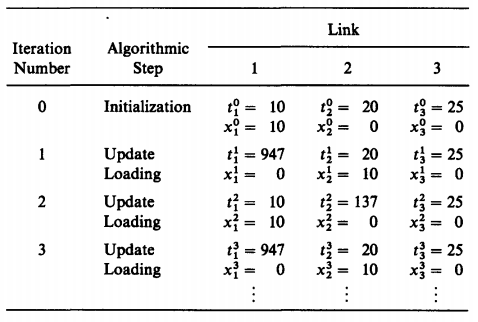 Link
Iteration Algorithmic
Number Step 1 2 3
0 Initialization t₁⁰ = 10 t₂⁰ = 20 t₃⁰ = 25
x₁⁰ = 10 x₂⁰ = 0 x₃⁰ = 0
1 Update t₁¹ = 947 t₂¹ = 20 t₃¹ = 25
Loading x₁¹ = 0 x₂¹ = 10 x₃¹ = 0
2 Update t₁² = 10 t₂² = 137 t₃² = 25
Loading x₁² = 10 x₂² = 0 x₃² = 0
3 Update t₁³ = 947 t₂³ = 20 t₃³ = 25
Loading x₁³ = 0 x₂³ = 10 x₃³ = 0
⋮ ⋮ ⋮